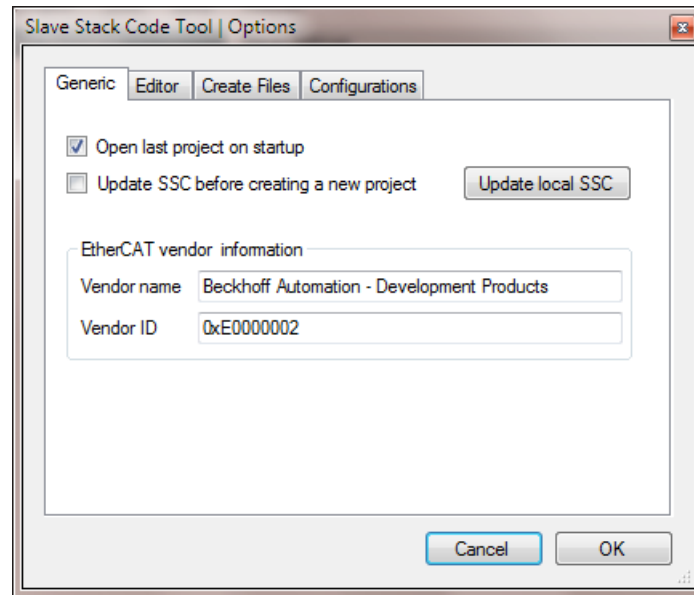 Slave Stack Code Tool | Options
Generic Editor Create Files Configurations
Open last project on startup
Update SSC before creating a new project Update local SSC
EtherCAT vendor information
Vendor name Beckhoff Automation - Development Products
Vendor ID 0xE0000002
Cancel OK